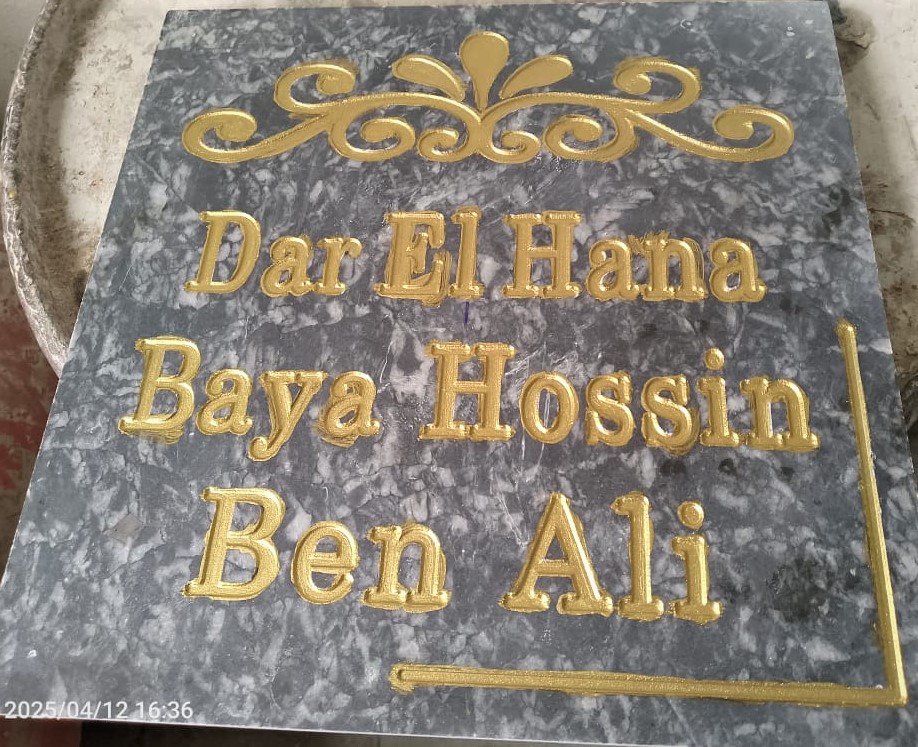 Dar El Hana
Baya Hossin
Ben Ali
2025/04/12 16:36